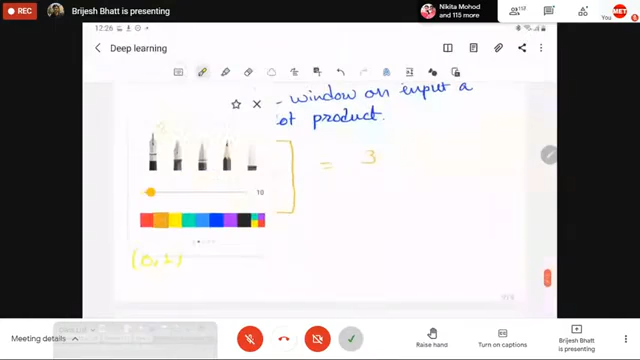 REC
Brijesh Bhatt is presenting
Nikita Mohod
and 115 more
You
MET
12.26
Deep learning
- window on input a
product.
10
= 3
Meeting details
Raise hand
Turn on captions
Brijesh Bhatt
is presenting